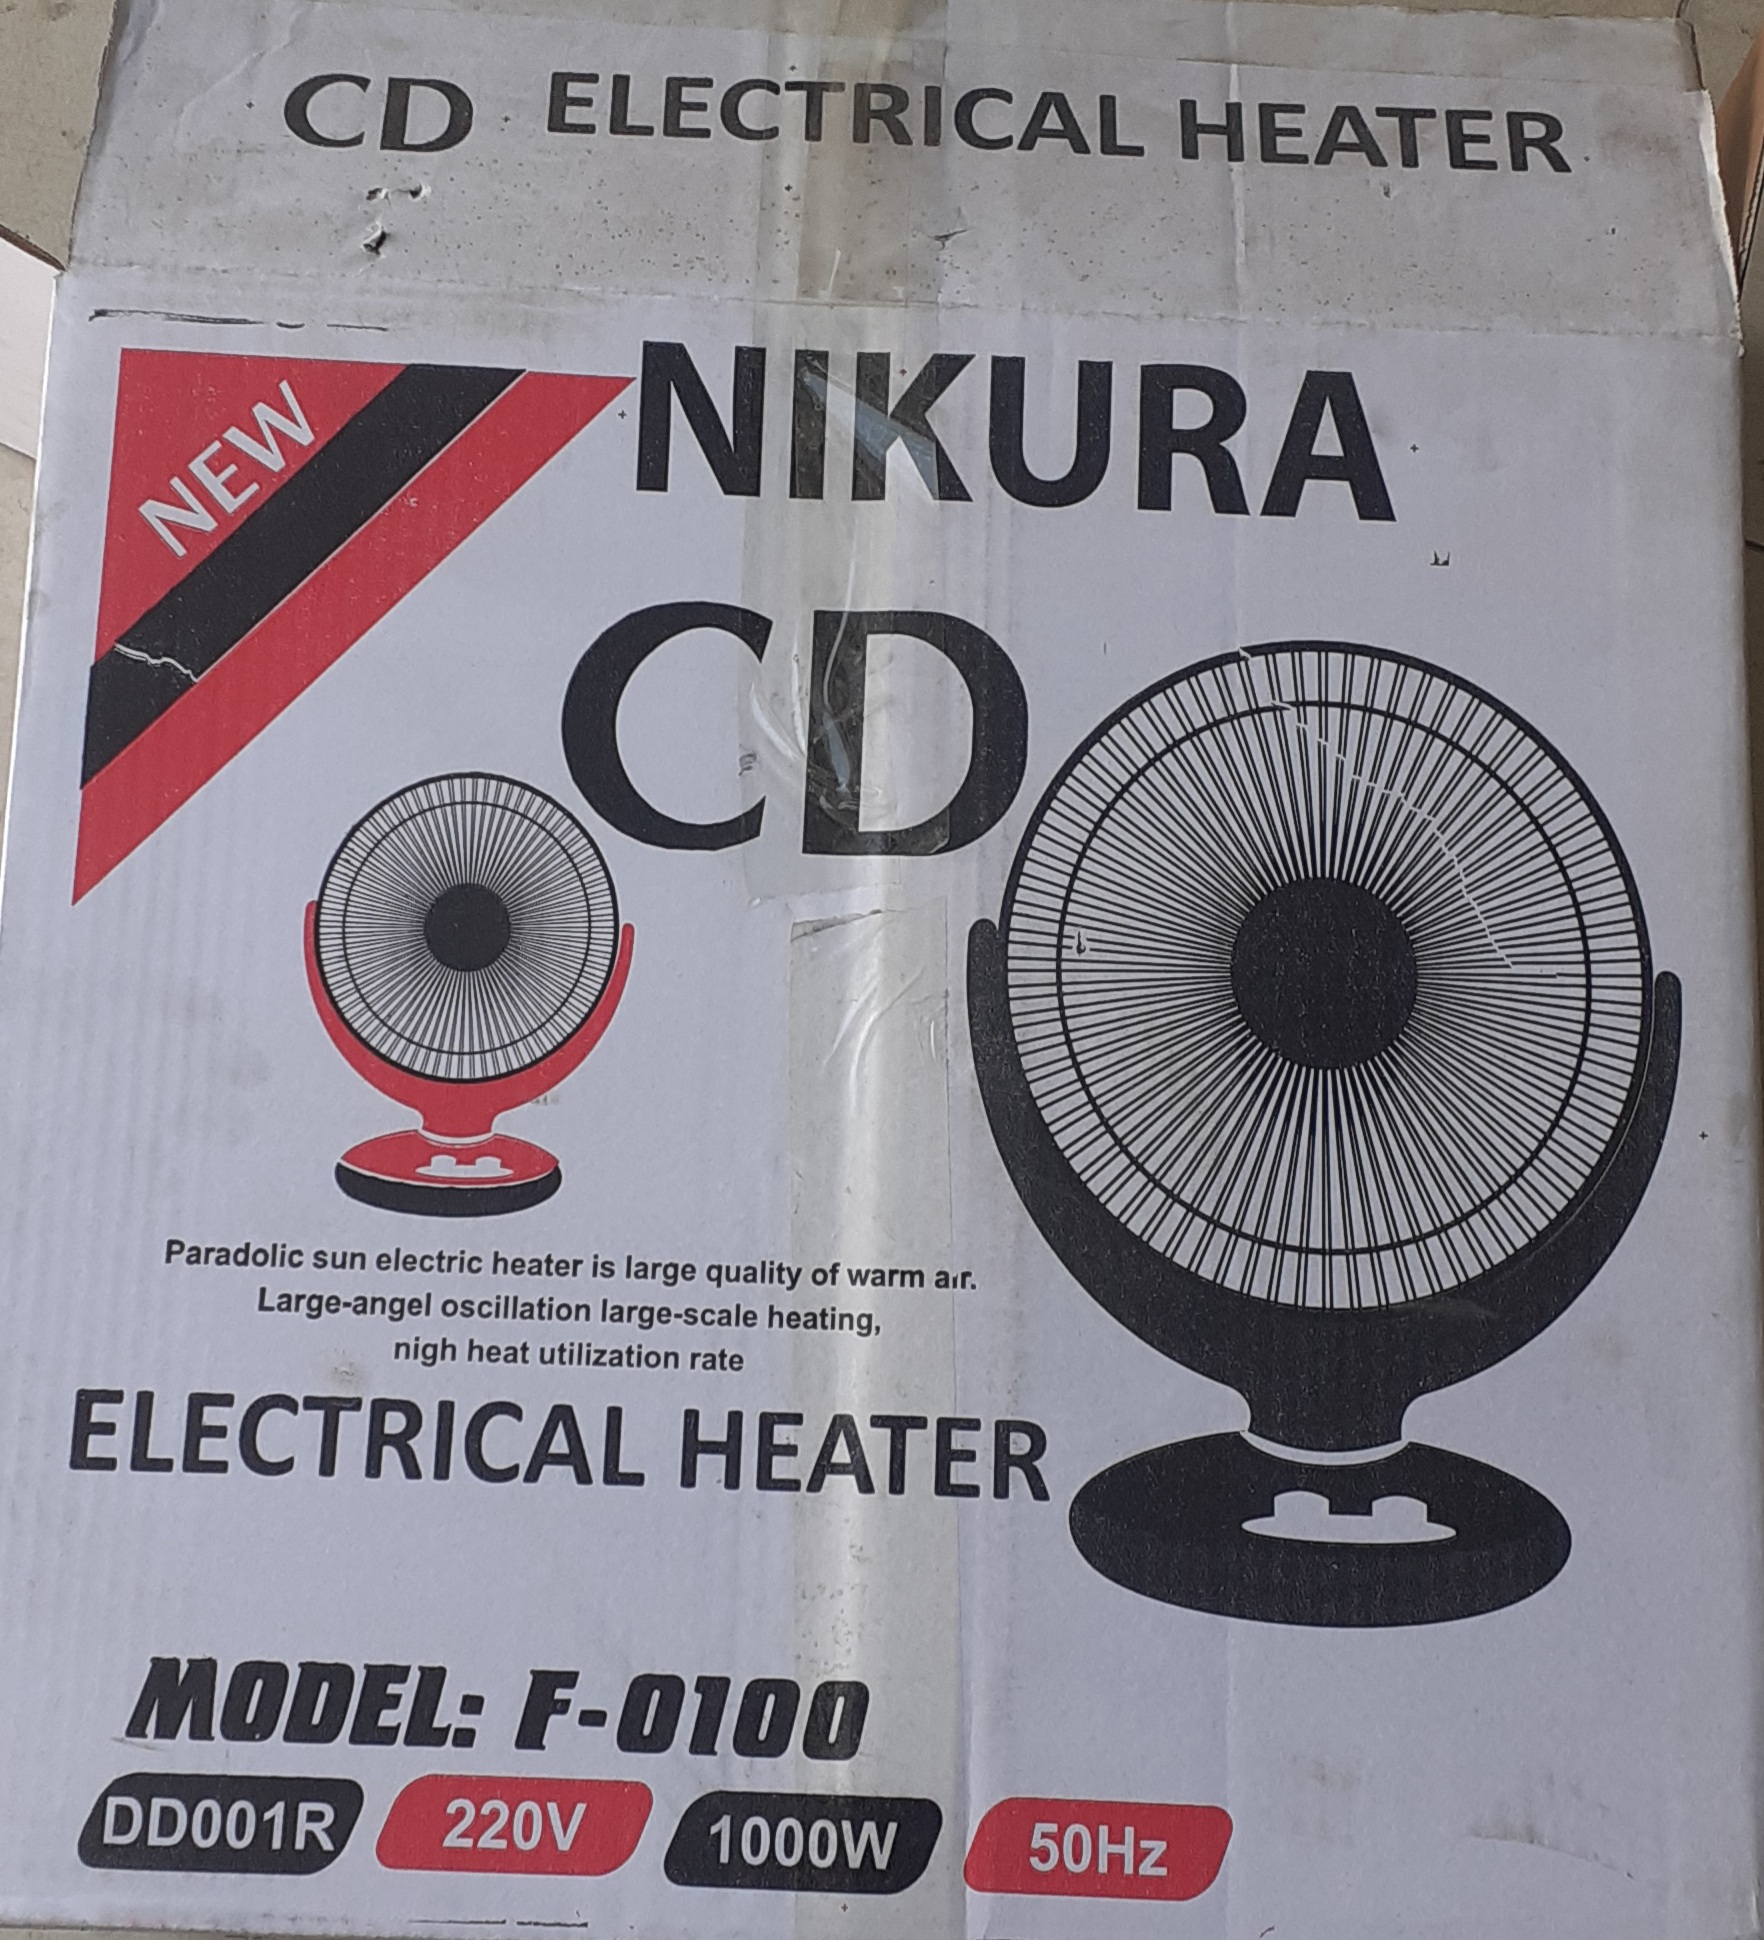 CD ELECTRICAL HEATER
NEW
NIKURA
CD
Paradolic sun electric heater is large quality of warm air.
Large-angel oscillation large-scale heating,
nigh heat utilization rate
ELECTRICAL HEATER
MODEL: F-0100
DD001R 220V 1000W 50Hz